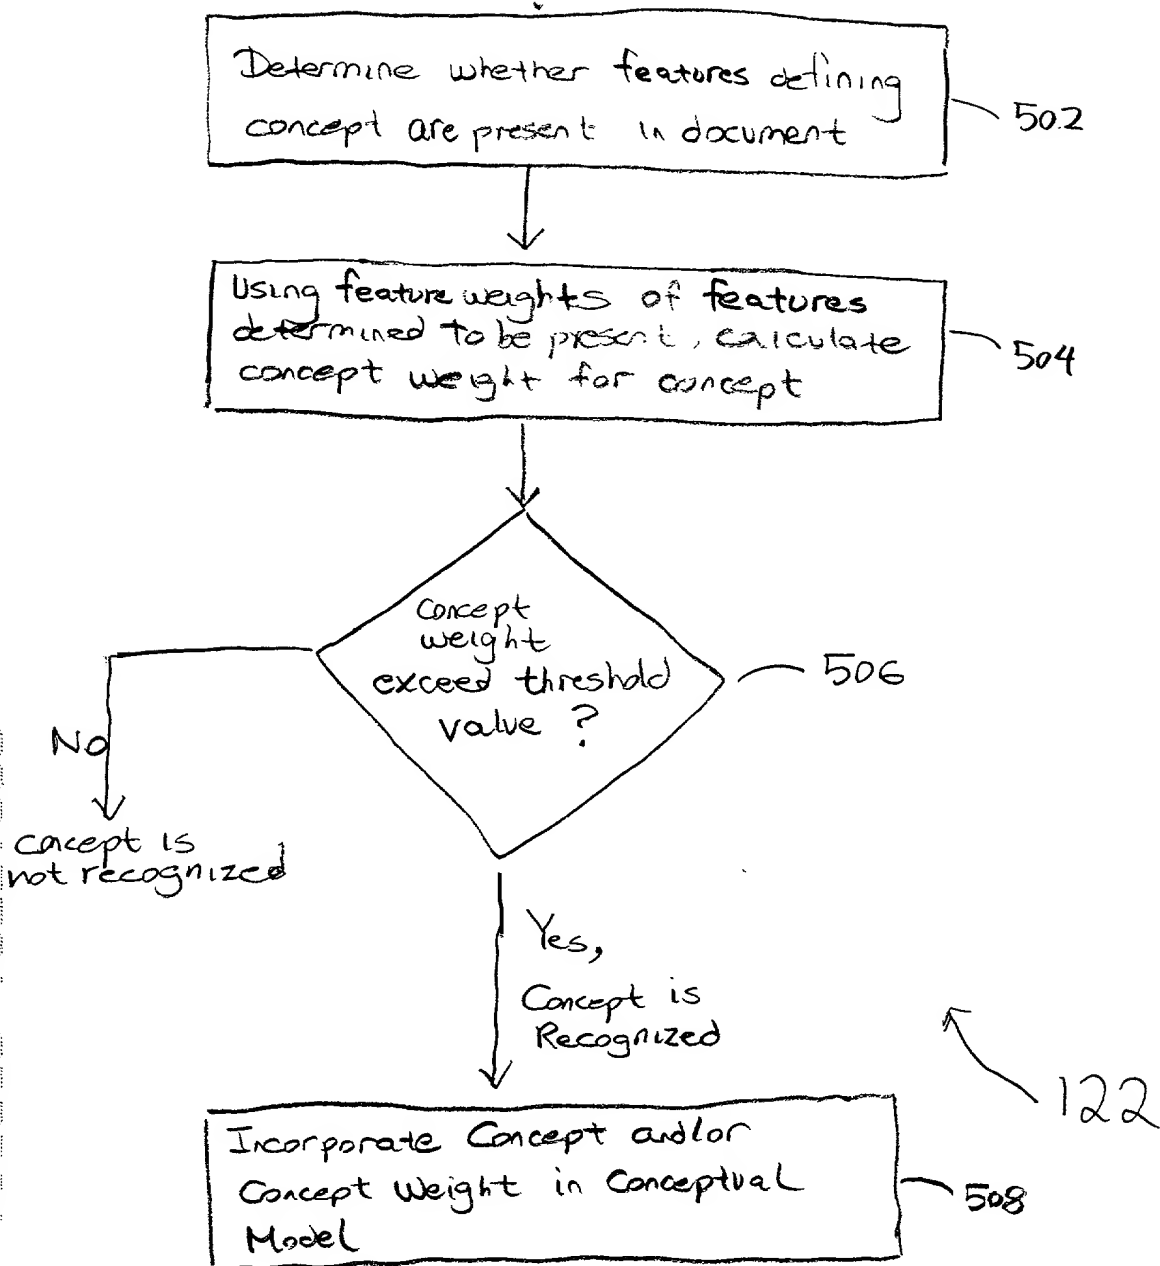 Determine whether features defining
concept are present in document
502
Using feature weights of features
determined to be present, calculate
concept weight for concept
504
Concept
weight
exceed threshold
value ?
506
No
concept is
not recognized
Yes,
Concept is
Recognized
122
Incorporate Concept and/or
Concept Weight in Conceptual
Model
508